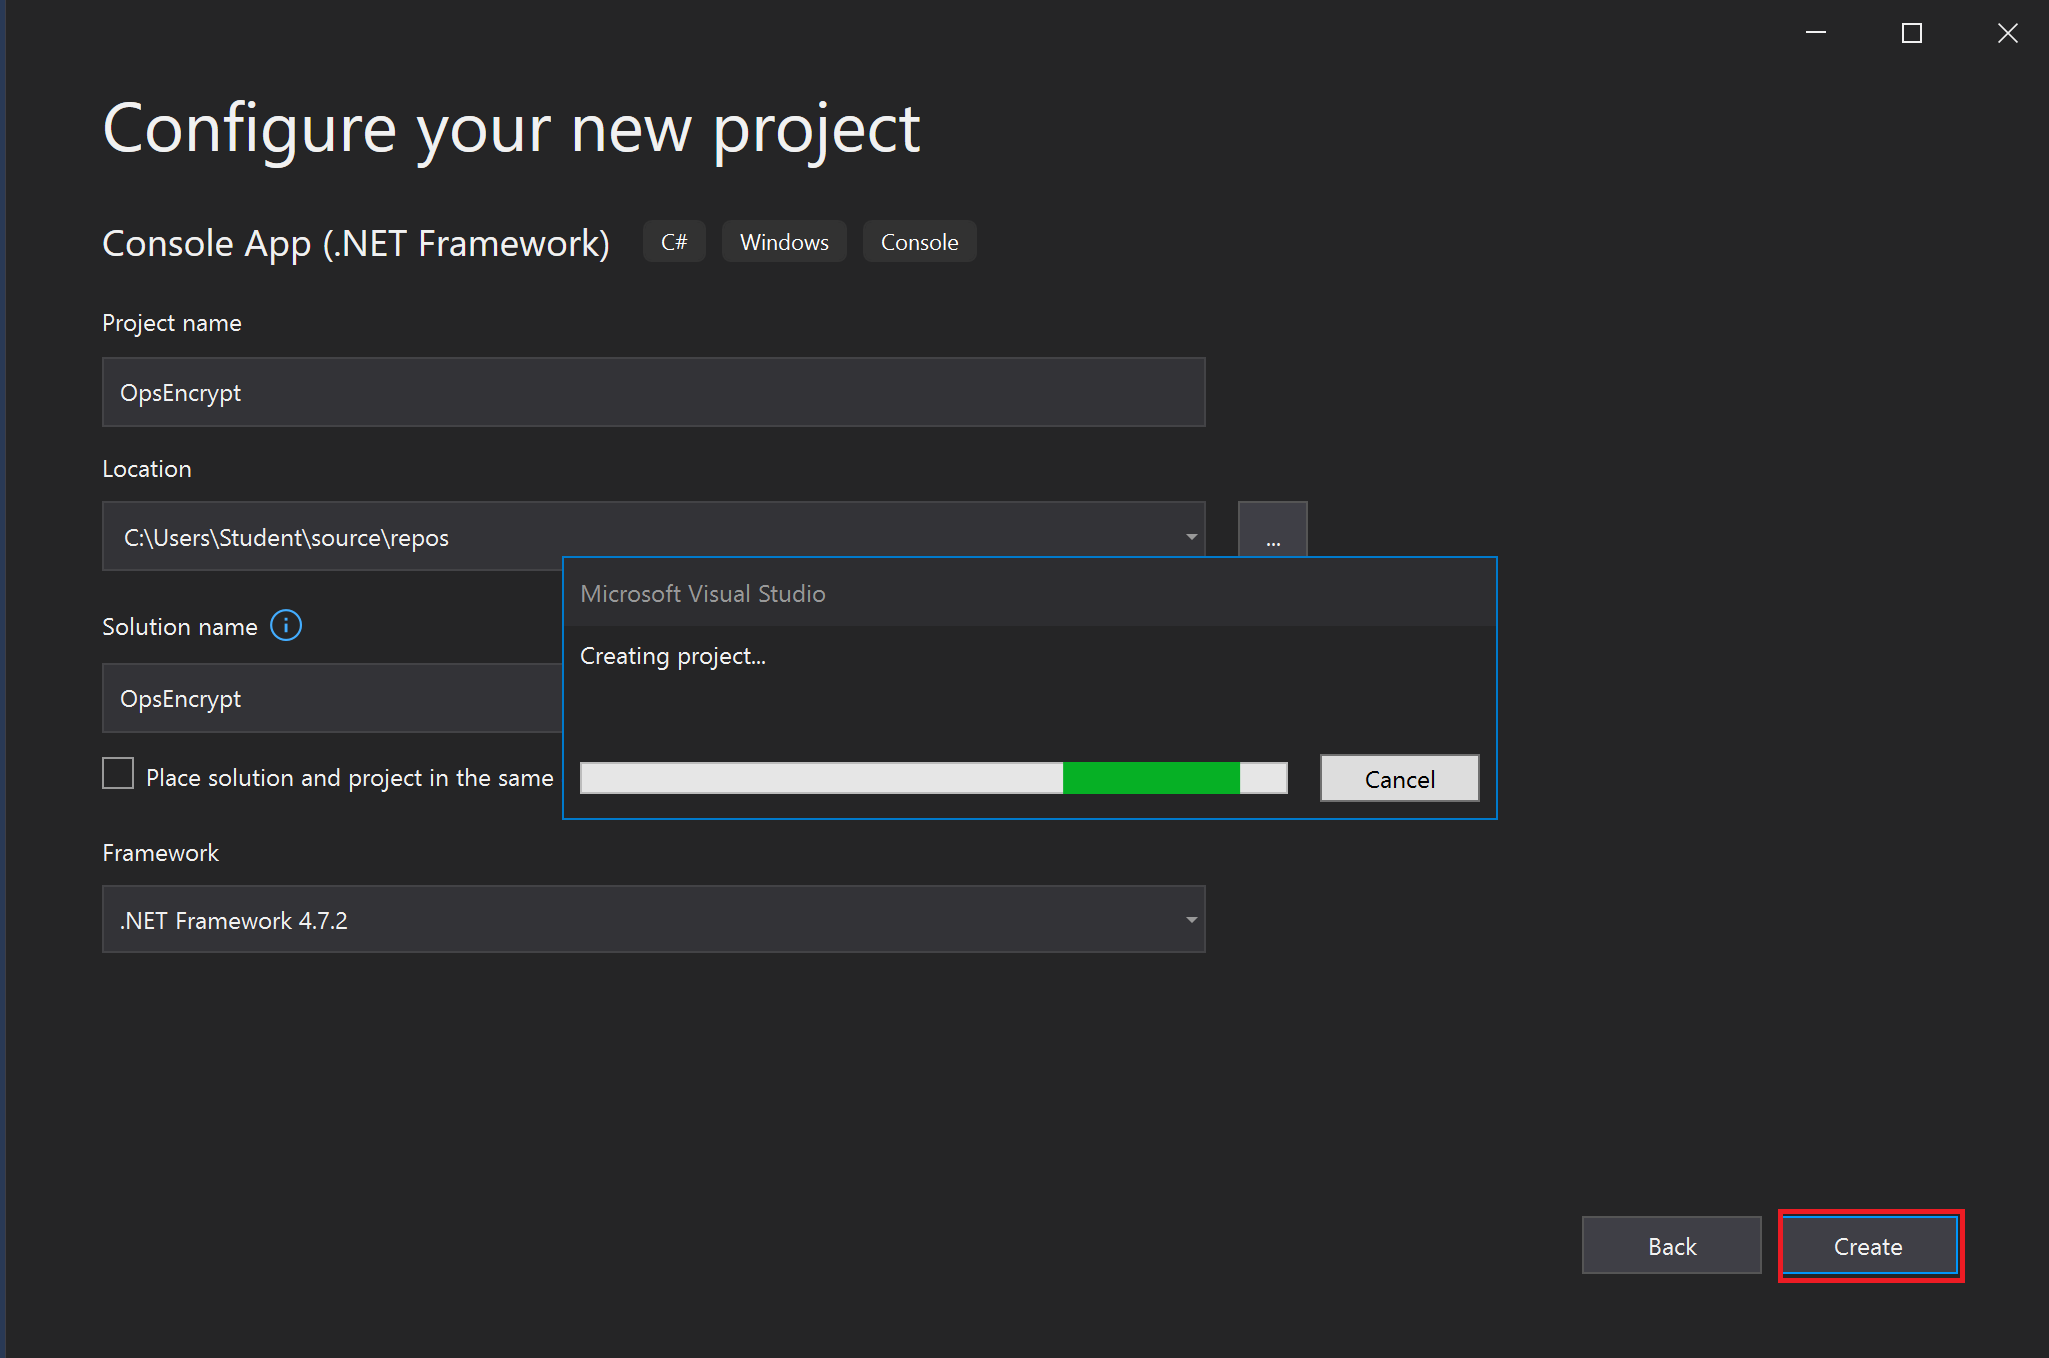 Configure your new project
Console App (.NET Framework) C# Windows Console
Project name
OpsEncrypt
Location
C:\Users\Student\source\repos
...
Microsoft Visual Studio
Creating project...
Cancel
Solution name
OpsEncrypt
Place solution and project in the same
Framework
.NET Framework 4.7.2
Back Create